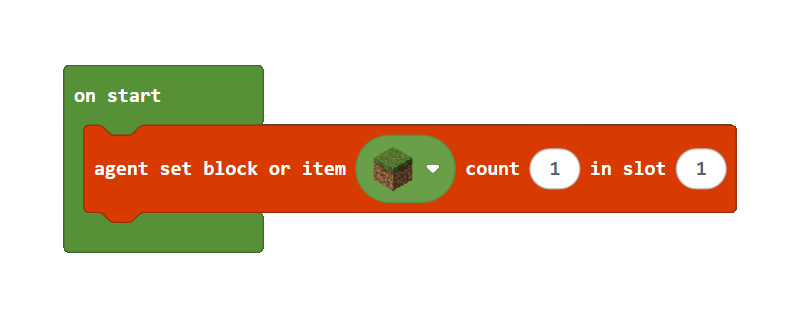 on start
agent set block or item count 1 in slot 1